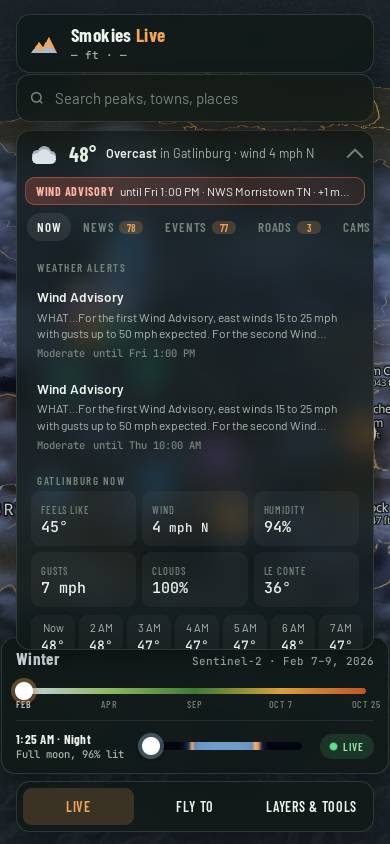 Smokies Live
— ft · —
Search peaks, towns, places
48° Overcast in Gatlinburg · wind 4 mph N
WIND ADVISORY until Fri 1:00 PM · NWS Morristown TN · +1 m...
NOW NEWS 78 EVENTS 77 ROADS 3 CAMS
WEATHER ALERTS
Wind Advisory
WHAT...For the first Wind Advisory, east winds 15 to 25 mph
with gusts up to 50 mph expected. For the second Wind...
Moderate until Fri 1:00 PM
Wind Advisory
WHAT...For the first Wind Advisory, east winds 15 to 25 mph
with gusts up to 50 mph expected. For the second Wind...
Moderate until Thu 10:00 AM
GATLINBURG NOW
FEELS LIKE WIND HUMIDITY
45° 4 mph N 94%
GUSTS CLOUDS LE CONTE
7 mph 100% 36°
Now 2 AM 3 AM 4 AM 5 AM 6 AM 7 AM
48° 48° 48° 47° 47° 48° 48°
Winter Sentinel-2 · Feb 7–9, 2026
FEB APR SEP OCT 7 OCT 25
1:25 AM · Night
Full moon, 96% lit
LIVE
LIVE FLY TO LAYERS & TOOLS